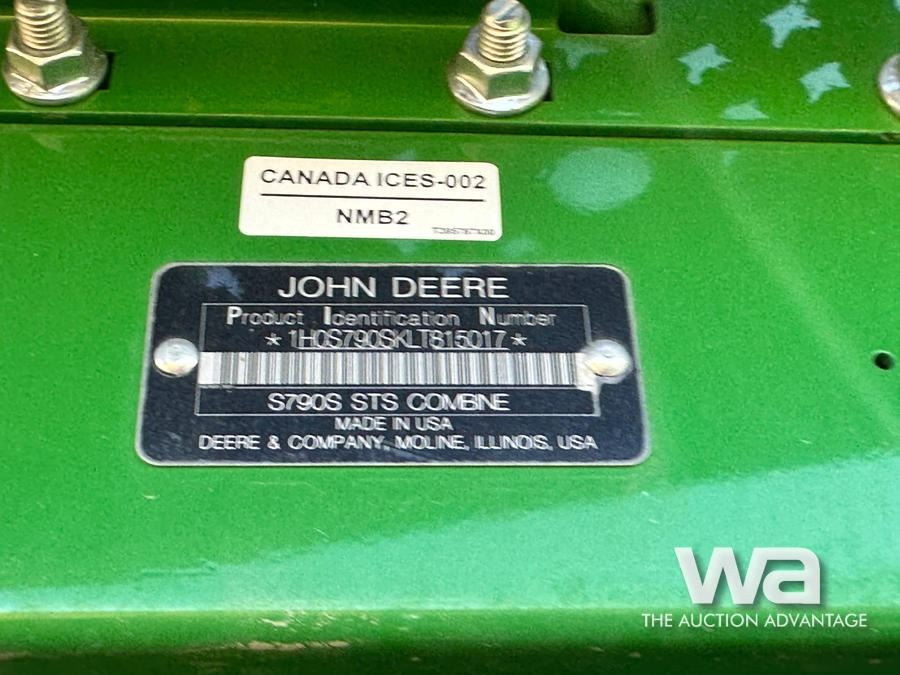 CANADA ICES-002
NMB2
JOHN DEERE
Product Identification Number
*1H0S790SKLT815017*
S790S STS COMBINE
MADE IN USA
DEERE & COMPANY, MOLINE, ILLINOIS, USA
wa
THE AUCTION ADVANTAGE